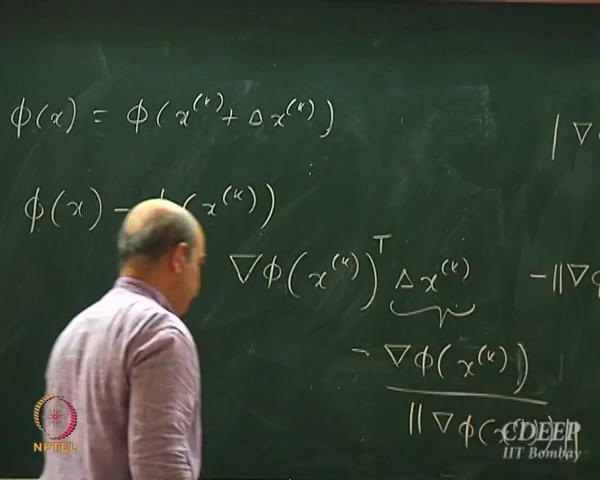 ϕ(x) = ϕ(x^(k) + Δx^(k))
|∇
ϕ(x) − ϕ(x^(k))
∇ϕ(x^(k))^T Δx^(k)
−||∇ϕ
− ∇ϕ(x^(k))
||∇ϕ(x^(k))||
NPTEL
CDEEP
IIT Bombay